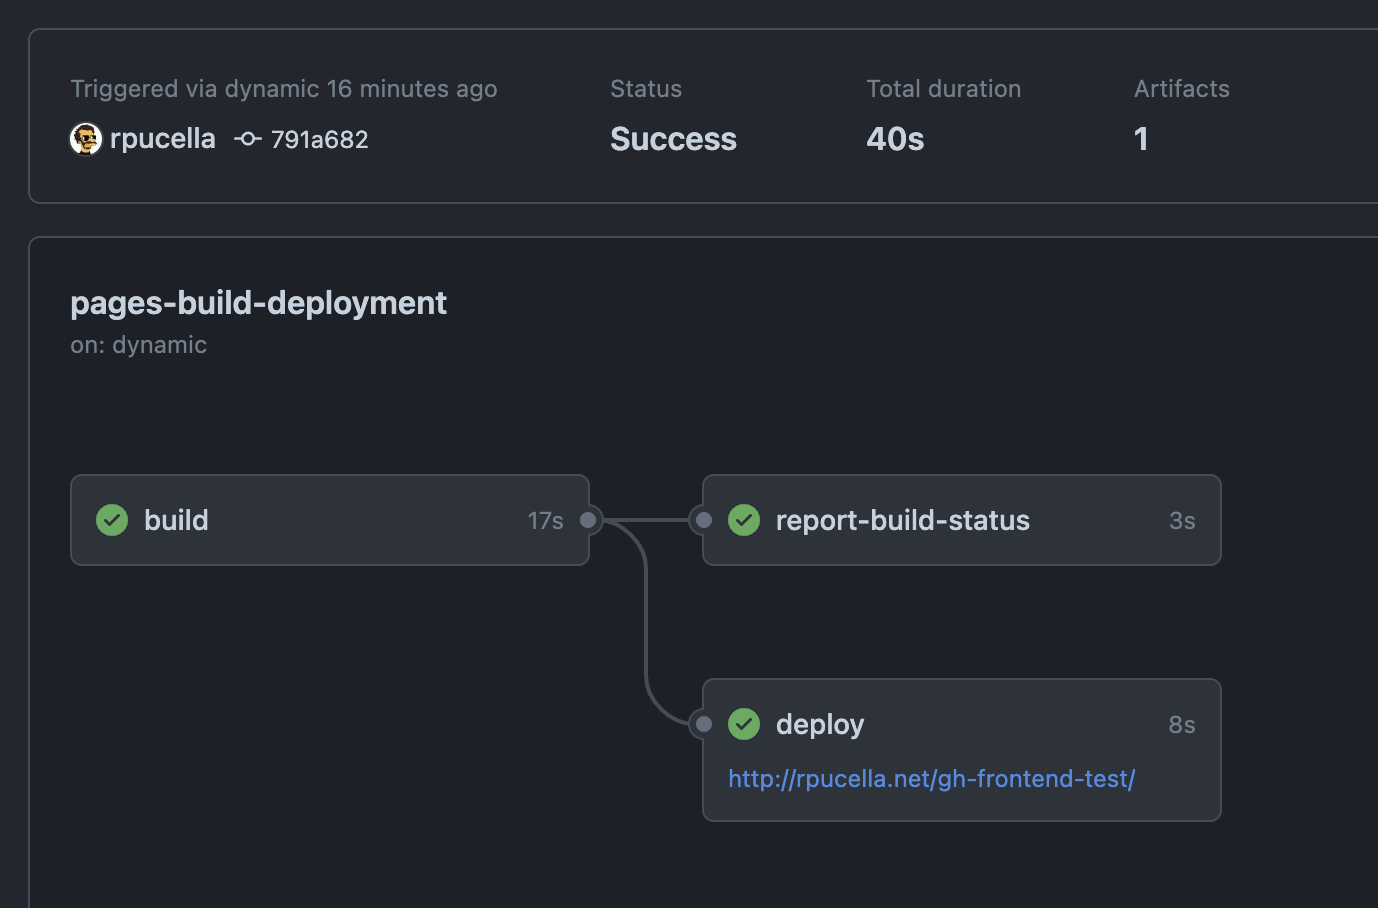 Triggered via dynamic 16 minutes ago
rpucella 791a682
Status
Success
Total duration
40s
Artifacts
1
pages-build-deployment
on: dynamic
build 17s
report-build-status 3s
deploy 8s
http://rpucella.net/gh-frontend-test/